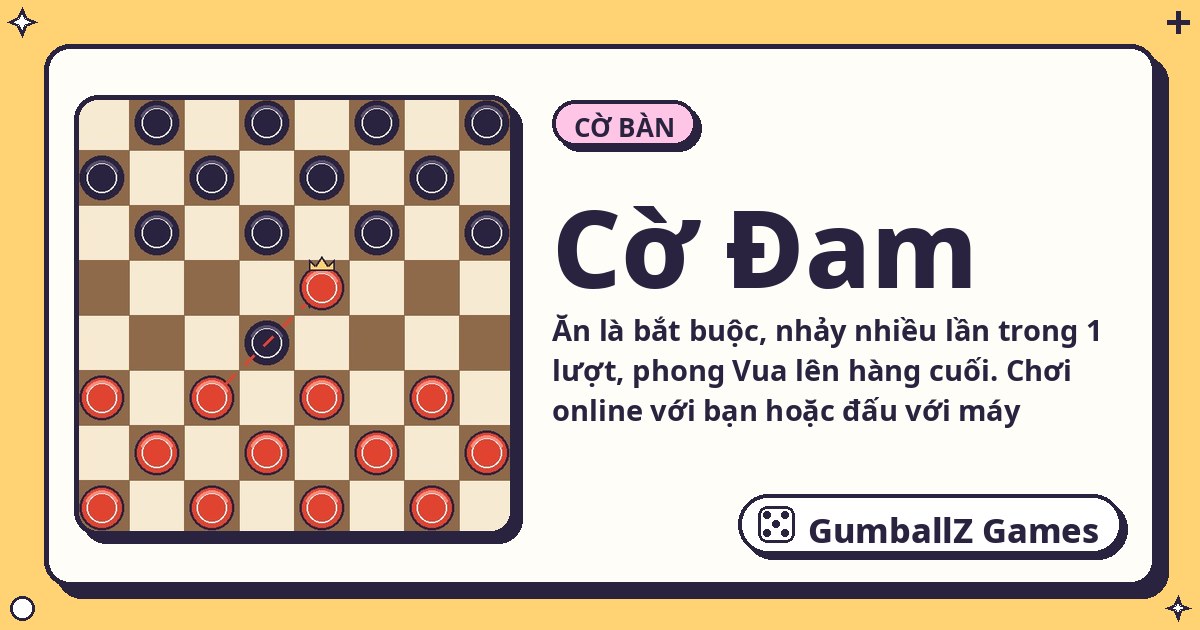 CỜ BÀN
Cờ Đam
Ăn là bắt buộc, nhảy nhiều lần trong 1
lượt, phong Vua lên hàng cuối. Chơi
online với bạn hoặc đấu với máy
GumballZ Games